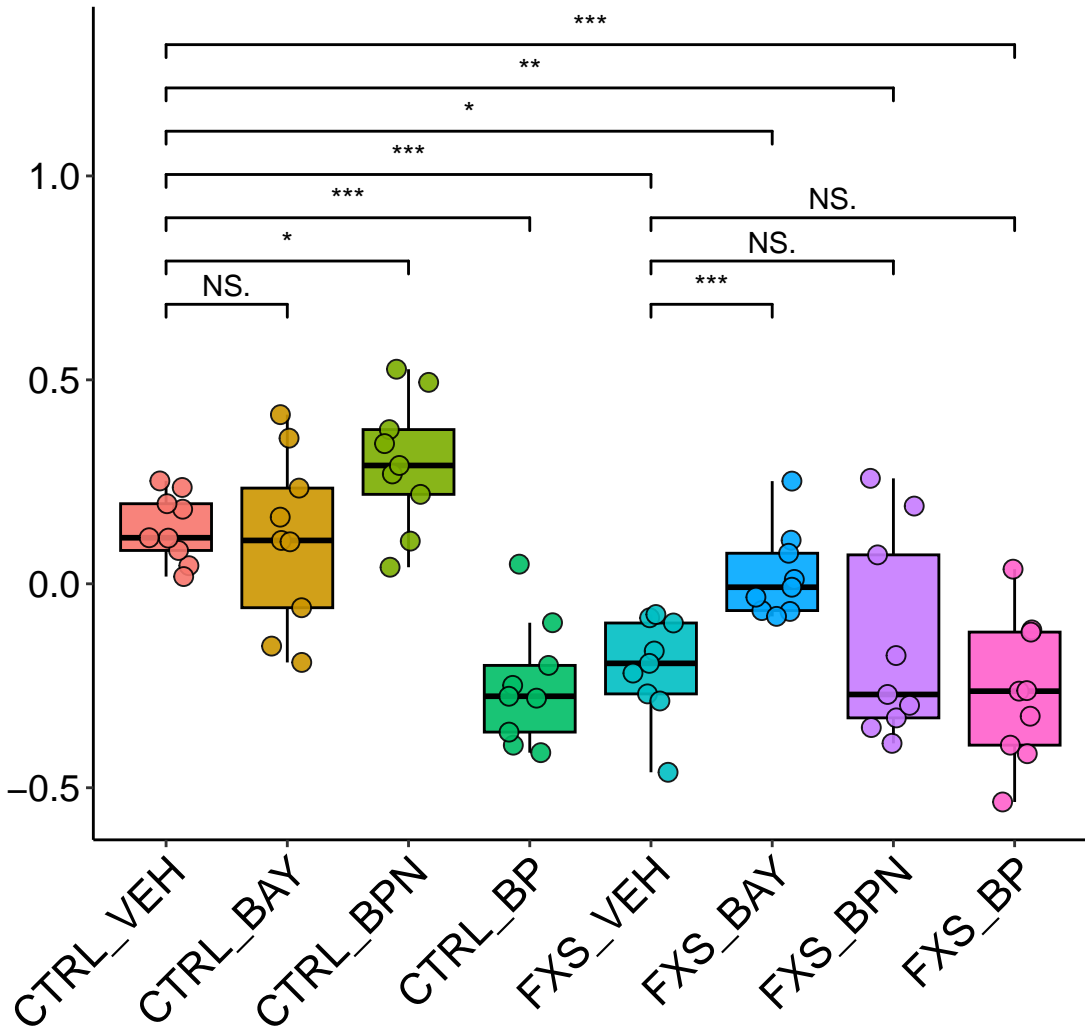 ***
**
*
***
1.0
***
NS.
*
NS.
NS.
***
0.5
0.0
−0.5
CTRL_VEH
CTRL_BAY
CTRL_BPN
CTRL_BP
FXS_VEH
FXS_BAY
FXS_BPN
FXS_BP